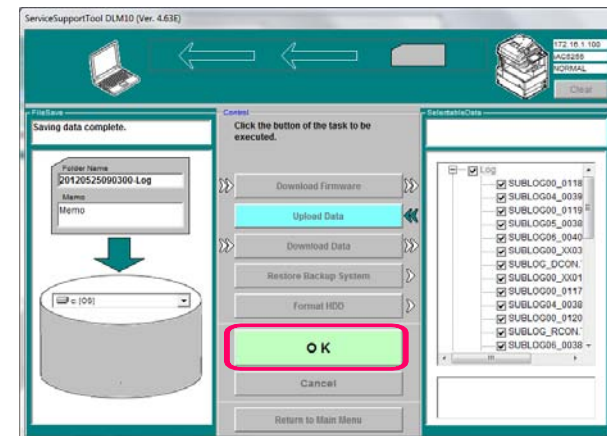 ServiceSupportTool DLM10 (Ver. 4.63E)
172.16.1.100
iAC5255
NORMAL
Clear
FileSave
Saving data complete.
Folder Name
20120525090300-Log
Memo
Memo
c: [OS]
Control
Click the button of the task to be
executed.
Download Firmware
Upload Data
Download Data
Restore Backup System
Format HDD
OK
Cancel
Return to Main Menu
SelectableData
Log
SUBLOG00_0118
SUBLOG04_0039
SUBLOG00_0119
SUBLOG05_0038
SUBLOG06_0040
SUBLOG00_XX03
SUBLOG_DCON.
SUBLOG00_XX01
SUBLOG00_0117
SUBLOG04_0038
SUBLOG00_0120
SUBLOG_RCON.
SUBLOG06_0038